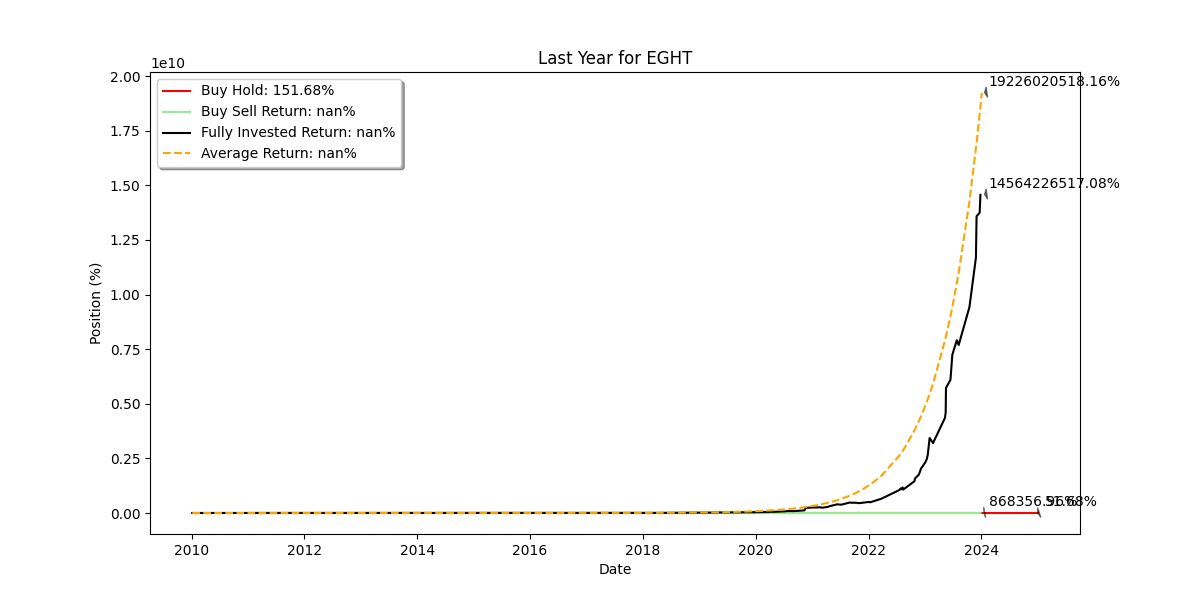 Last Year for EGHT
1e10
2.00
1.75
1.50
1.25
1.00
0.75
0.50
0.25
0.00
Position (%)
Buy Hold: 151.68%
Buy Sell Return: nan%
Fully Invested Return: nan%
Average Return: nan%
19226020518.16%
14564226517.08%
868356.
2010
2012
2014
2016
2018
2020
2022
2024
Date